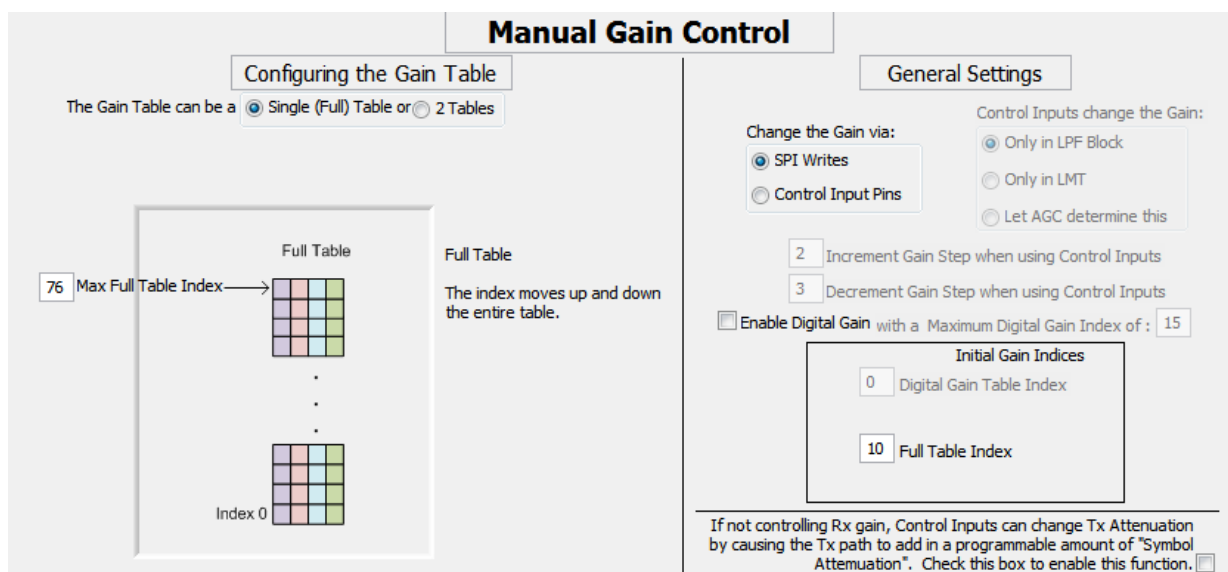 Manual Gain Control
Configuring the Gain Table
The Gain Table can be a Single (Full) Table or 2 Tables
Full Table
76 Max Full Table Index
Index 0
Full Table
The index moves up and down
the entire table.
General Settings
Change the Gain via:
SPI Writes
Control Input Pins
Control Inputs change the Gain:
Only in LPF Block
Only in LMT
Let AGC determine this
2 Increment Gain Step when using Control Inputs
3 Decrement Gain Step when using Control Inputs
Enable Digital Gain with a Maximum Digital Gain Index of : 15
Initial Gain Indices
0 Digital Gain Table Index
10 Full Table Index
If not controlling Rx gain, Control Inputs can change Tx Attenuation
by causing the Tx path to add in a programmable amount of "Symbol
Attemuation". Check this box to enable this function.